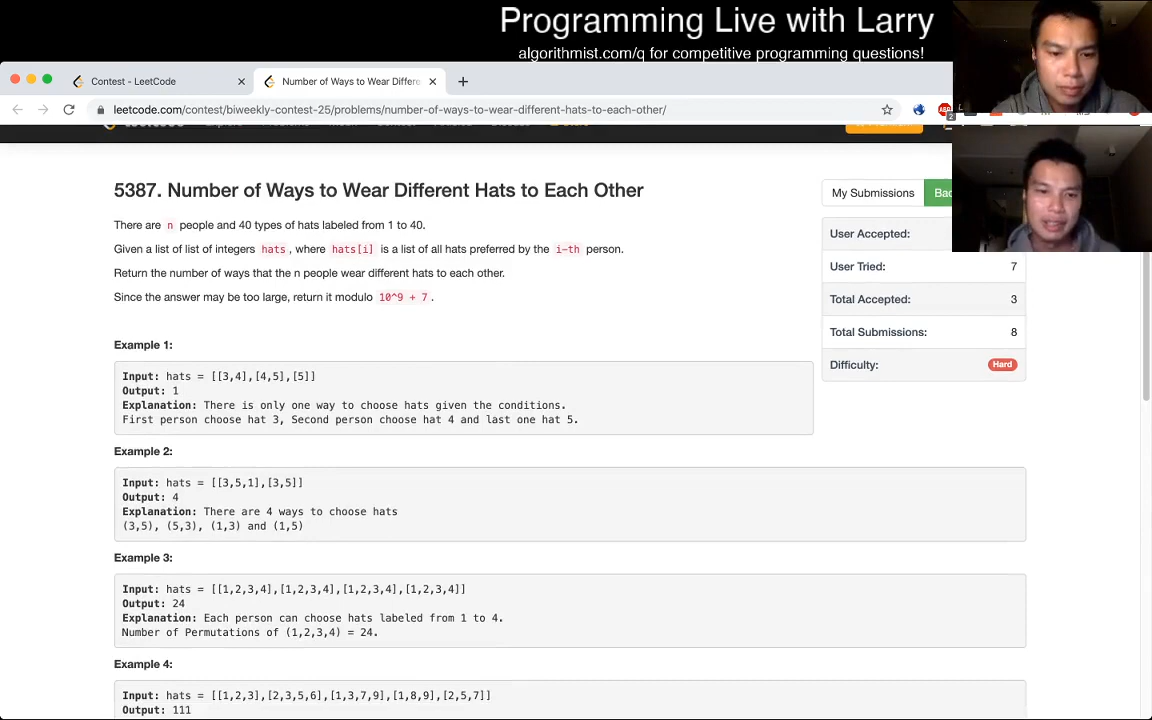 Programming Live with Larry
algorithmist.com/q for competitive programming questions!
Contest - LeetCode
Number of Ways to Wear Differe
leetcode.com/contest/biweekly-contest-25/problems/number-of-ways-to-wear-different-hats-to-each-other/
5387. Number of Ways to Wear Different Hats to Each Other
There are n people and 40 types of hats labeled from 1 to 40.
Given a list of list of integers hats, where hats[i] is a list of all hats preferred by the i-th person.
Return the number of ways that the n people wear different hats to each other.
Since the answer may be too large, return it modulo 10^9 + 7.
My Submissions
Bac
User Accepted:
User Tried: 7
Total Accepted: 3
Total Submissions: 8
Difficulty: Hard
Example 1:
Input: hats = [[3,4],[4,5],[5]]
Output: 1
Explanation: There is only one way to choose hats given the conditions.
First person choose hat 3, Second person choose hat 4 and last one hat 5.
Example 2:
Input: hats = [[3,5,1],[3,5]]
Output: 4
Explanation: There are 4 ways to choose hats
(3,5), (5,3), (1,3) and (1,5)
Example 3:
Input: hats = [[1,2,3,4],[1,2,3,4],[1,2,3,4],[1,2,3,4]]
Output: 24
Explanation: Each person can choose hats labeled from 1 to 4.
Number of Permutations of (1,2,3,4) = 24.
Example 4:
Input: hats = [[1,2,3],[2,3,5,6],[1,3,7,9],[1,8,9],[2,5,7]]
Output: 111